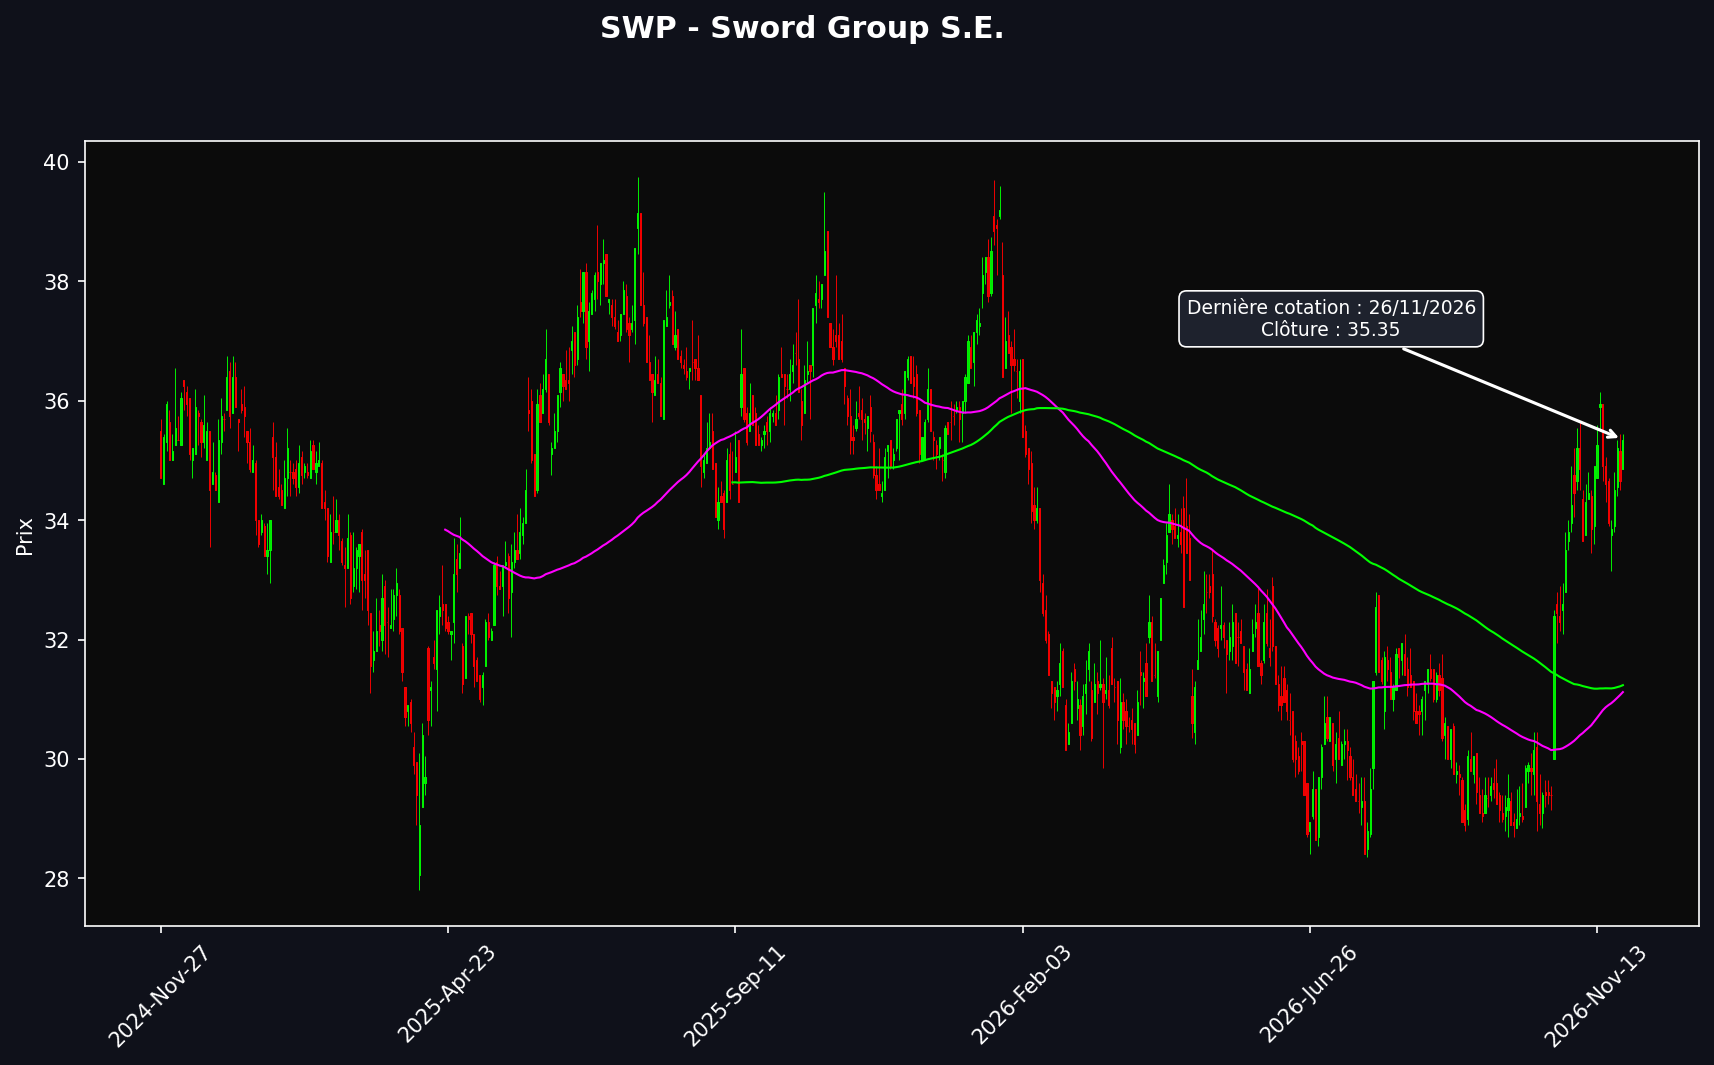 SWP - Sword Group S.E.
40
38
36
34
32
30
28
Prix
Dernière cotation : 26/11/2026
Clôture : 35.35
2024-Nov-27
2025-Apr-23
2025-Sep-11
2026-Feb-03
2026-Jun-26
2026-Nov-13